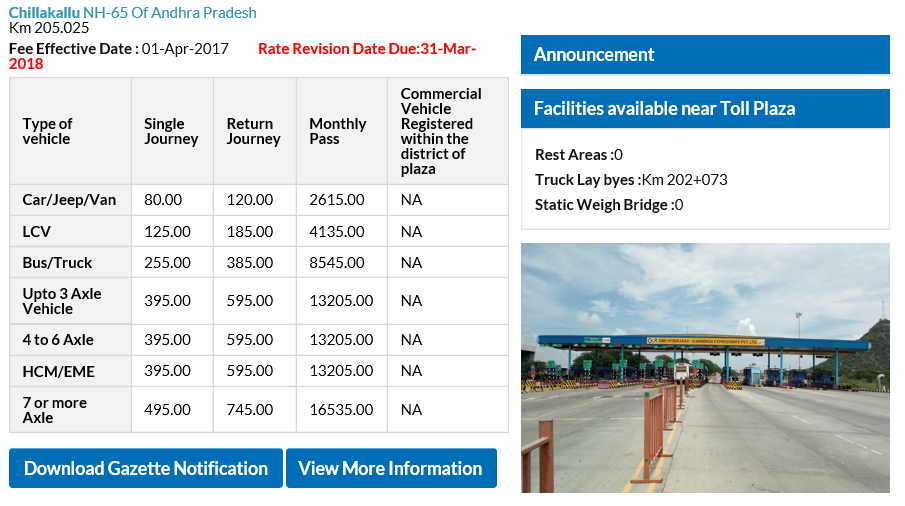 Chillakallu NH-65 Of Andhra Pradesh
Km 205.025
Fee Effective Date : 01-Apr-2017 Rate Revision Date Due:31-Mar-
2018
Type of vehicle Single Journey Return Journey Monthly Pass Commercial Vehicle Registered within the district of plaza
Car/Jeep/Van 80.00 120.00 2615.00 NA
LCV 125.00 185.00 4135.00 NA
Bus/Truck 255.00 385.00 8545.00 NA
Upto 3 Axle Vehicle 395.00 595.00 13205.00 NA
4 to 6 Axle 395.00 595.00 13205.00 NA
HCM/EME 395.00 595.00 13205.00 NA
7 or more Axle 495.00 745.00 16535.00 NA
Download Gazette Notification
View More Information
Announcement
Facilities available near Toll Plaza
Rest Areas :0
Truck Lay byes :Km 202+073
Static Weigh Bridge :0